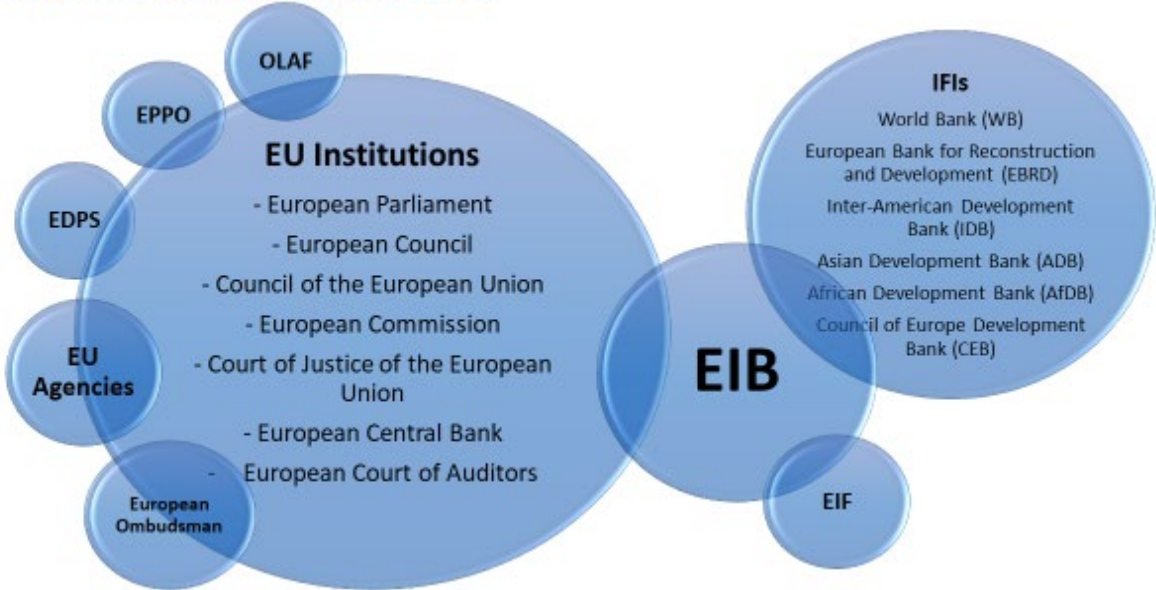 OLAF
EPPO
EDPS
EU
Agencies
European
Ombudsman
EU Institutions
- European Parliament
- European Council
- Council of the European Union
- European Commission
- Court of Justice of the European
Union
- European Central Bank
- European Court of Auditors
EIB
EIF
IFIs
World Bank (WB)
European Bank for Reconstruction
and Development (EBRD)
Inter-American Development
Bank (IDB)
Asian Development Bank (ADB)
African Development Bank (AfDB)
Council of Europe Development
Bank (CEB)